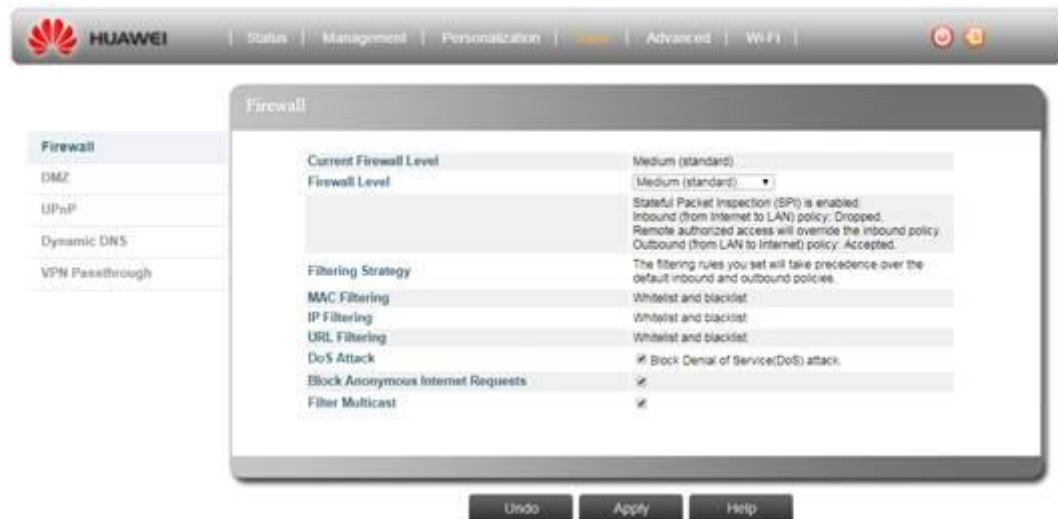 HUAWEI
Status | Management | Personalization | | Advanced | Wi-Fi |
Firewall
Firewall
DMZ
UPnP
Dynamic DNS
VPN Passthrough
Current Firewall Level Medium (standard)
Firewall Level Medium (standard)
Stateful Packet Inspection (SPI) is enabled.
Inbound (from Internet to LAN) policy: Dropped.
Remote authorized access will override the inbound policy.
Outbound (from LAN to Internet) policy: Accepted.
Filtering Strategy The filtering rules you set will take precedence over the
default inbound and outbound policies.
MAC Filtering Whitelist and blacklist
IP Filtering Whitelist and blacklist
URL Filtering Whitelist and blacklist
DoS Attack Block Denial of Service(DoS) attack.
Block Anonymous Internet Requests
Filter Multicast
Undo Apply Help